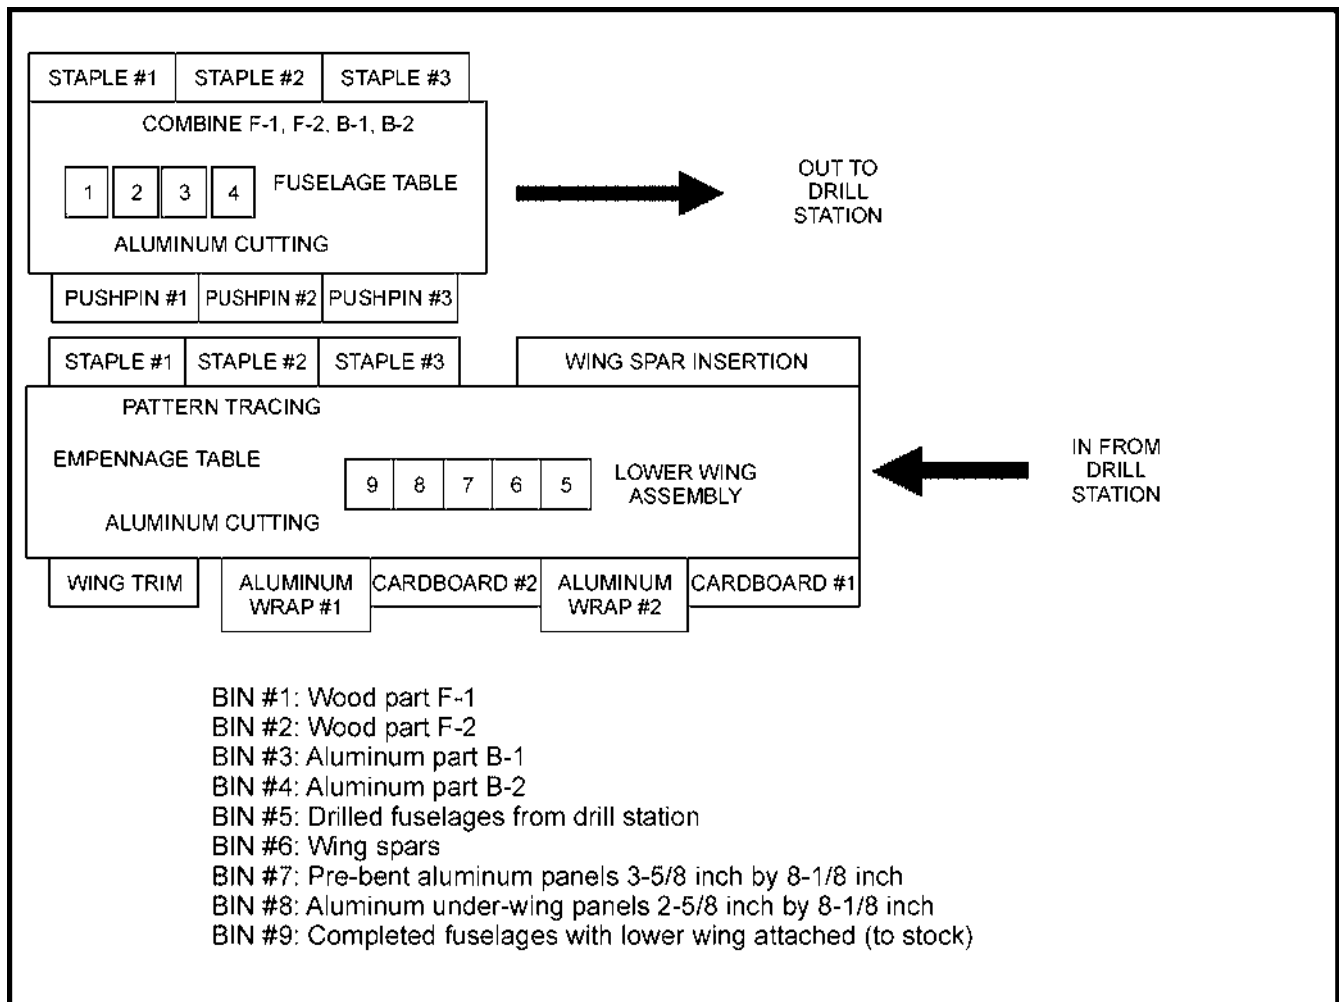 STAPLE #1
STAPLE #2
STAPLE #3
COMBINE F-1, F-2, B-1, B-2
1
2
3
4
FUSELAGE TABLE
ALUMINUM CUTTING
PUSHPIN #1
PUSHPIN #2
PUSHPIN #3
OUT TO
DRILL
STATION
STAPLE #1
STAPLE #2
STAPLE #3
WING SPAR INSERTION
PATTERN TRACING
EMPENNAGE TABLE
9
8
7
6
5
LOWER WING
ASSEMBLY
ALUMINUM CUTTING
IN FROM
DRILL
STATION
WING TRIM
ALUMINUM
WRAP #1
CARDBOARD #2
ALUMINUM
WRAP #2
CARDBOARD #1
BIN #1: Wood part F-1
BIN #2: Wood part F-2
BIN #3: Aluminum part B-1
BIN #4: Aluminum part B-2
BIN #5: Drilled fuselages from drill station
BIN #6: Wing spars
BIN #7: Pre-bent aluminum panels 3-5/8 inch by 8-1/8 inch
BIN #8: Aluminum under-wing panels 2-5/8 inch by 8-1/8 inch
BIN #9: Completed fuselages with lower wing attached (to stock)